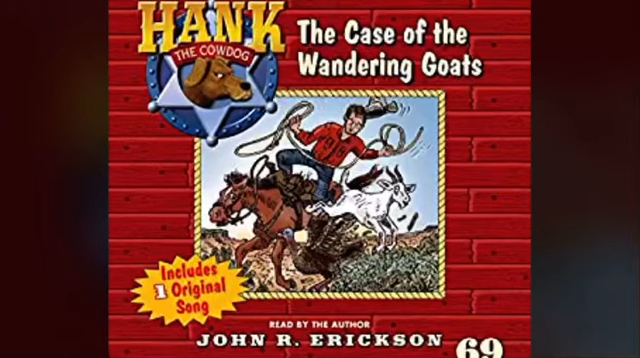 HANK
THE COWDOG
The Case of the
Wandering Goats
Includes
1 Original
Song
READ BY THE AUTHOR
JOHN R. ERICKSON
69